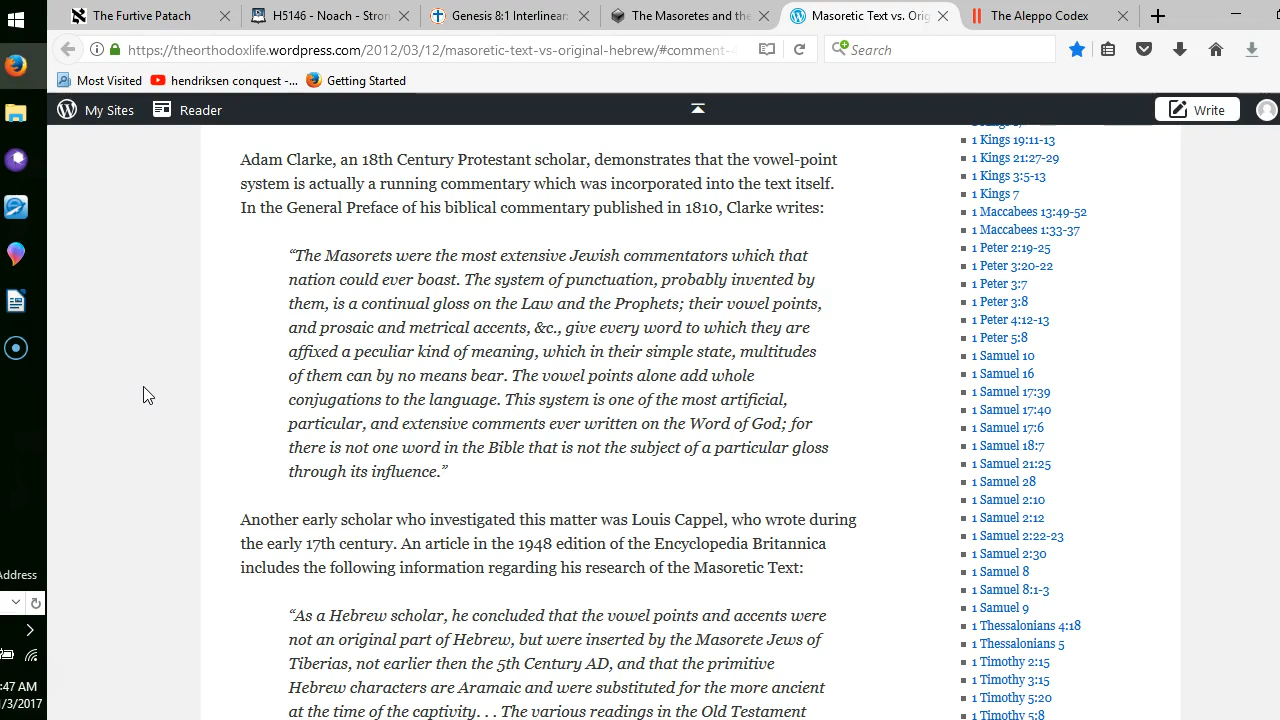 The Furtive Patach
H5146 - Noach - Stron
Genesis 8:1 Interlinear:
The Masoretes and the
Masoretic Text vs. Orig
The Aleppo Codex
https://theorthodoxlife.wordpress.com/2012/03/12/masoretic-text-vs-original-hebrew/#comment-
Search
Most Visited
hendriksen conquest -...
Getting Started
My Sites
Reader
Write
Adam Clarke, an 18th Century Protestant scholar, demonstrates that the vowel-point
system is actually a running commentary which was incorporated into the text itself.
In the General Preface of his biblical commentary published in 1810, Clarke writes:
“The Masorets were the most extensive Jewish commentators which that
nation could ever boast. The system of punctuation, probably invented by
them, is a continual gloss on the Law and the Prophets; their vowel points,
and prosaic and metrical accents, &c., give every word to which they are
affixed a peculiar kind of meaning, which in their simple state, multitudes
of them can by no means bear. The vowel points alone add whole
conjugations to the language. This system is one of the most artificial,
particular, and extensive comments ever written on the Word of God; for
there is not one word in the Bible that is not the subject of a particular gloss
through its influence.”
Another early scholar who investigated this matter was Louis Cappel, who wrote during
the early 17th century. An article in the 1948 edition of the Encyclopedia Britannica
includes the following information regarding his research of the Masoretic Text:
“As a Hebrew scholar, he concluded that the vowel points and accents were
not an original part of Hebrew, but were inserted by the Masorete Jews of
Tiberias, not earlier then the 5th Century AD, and that the primitive
Hebrew characters are Aramaic and were substituted for the more ancient
at the time of the captivity. . . The various readings in the Old Testament
1 Kings 19:11-13
1 Kings 21:27-29
1 Kings 3:5-13
1 Kings 7
1 Maccabees 13:49-52
1 Maccabees 1:33-37
1 Peter 2:19-25
1 Peter 3:20-22
1 Peter 3:7
1 Peter 3:8
1 Peter 4:12-13
1 Peter 5:8
1 Samuel 10
1 Samuel 16
1 Samuel 17:39
1 Samuel 17:40
1 Samuel 17:6
1 Samuel 18:7
1 Samuel 21:25
1 Samuel 28
1 Samuel 2:10
1 Samuel 2:12
1 Samuel 2:22-23
1 Samuel 2:30
1 Samuel 8
1 Samuel 8:1-3
1 Samuel 9
1 Thessalonians 4:18
1 Thessalonians 5
1 Timothy 2:15
1 Timothy 3:15
1 Timothy 5:20
1 Timothy 5:8
Address
:47 AM
1/3/2017